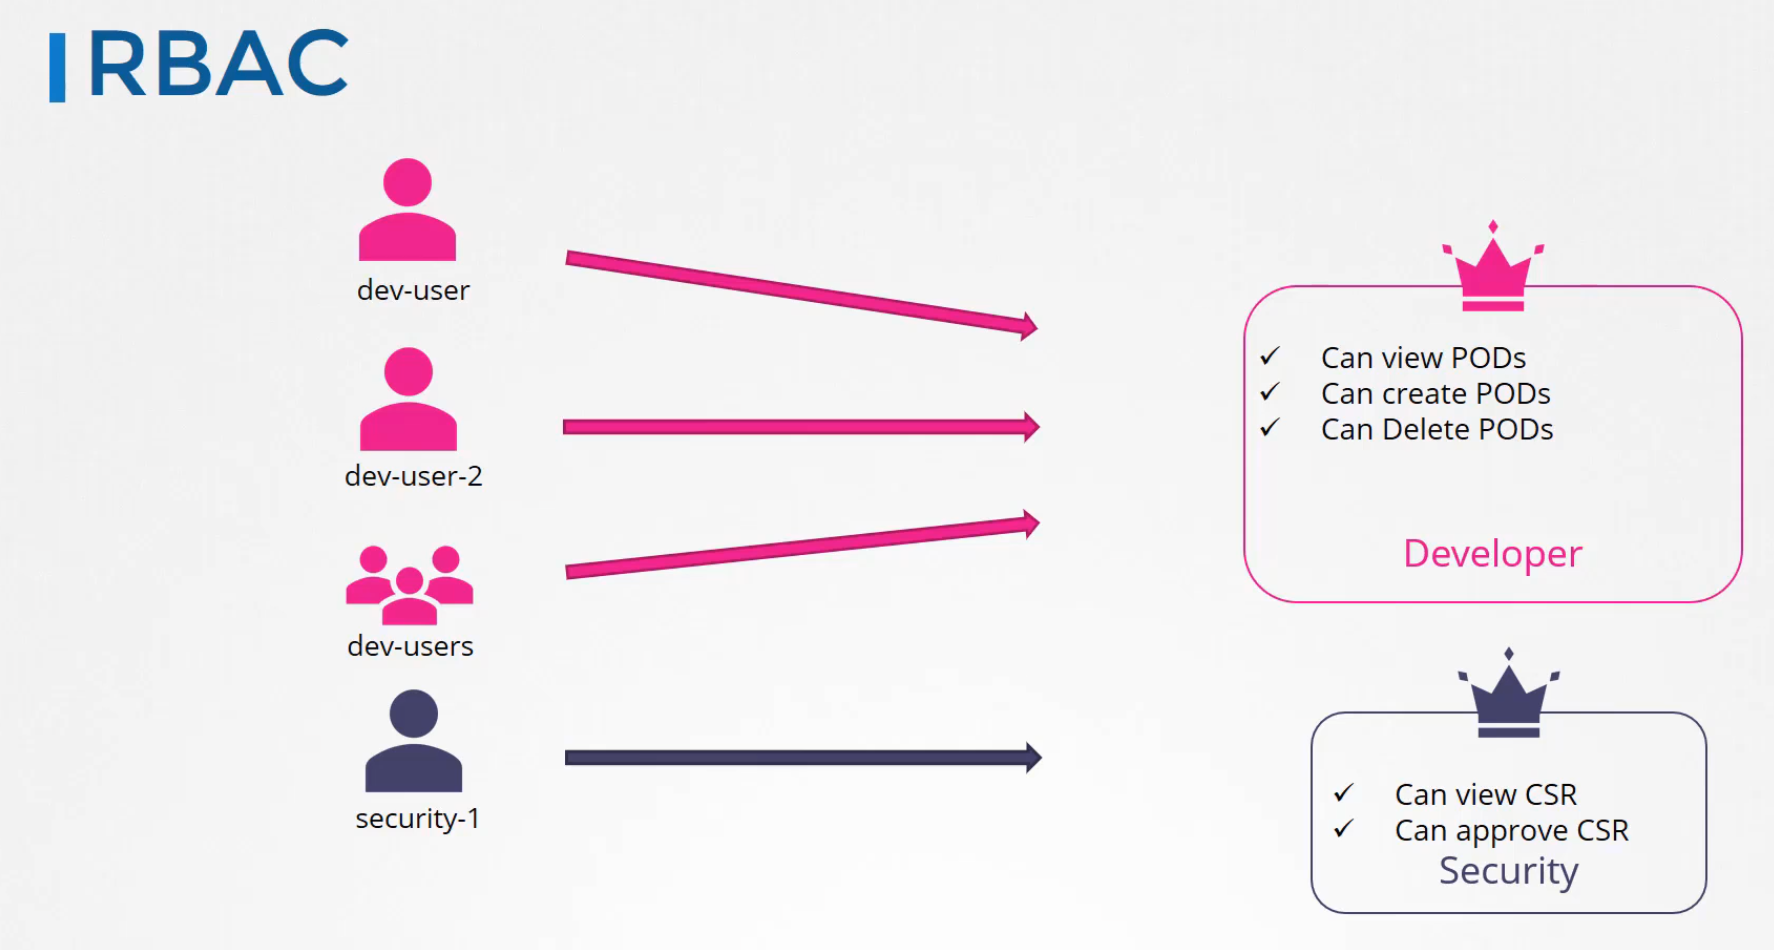 RBAC
dev-user
dev-user-2
dev-users
security-1
Can view PODs
Can create PODs
Can Delete PODs
Developer
Can view CSR
Can approve CSR
Security